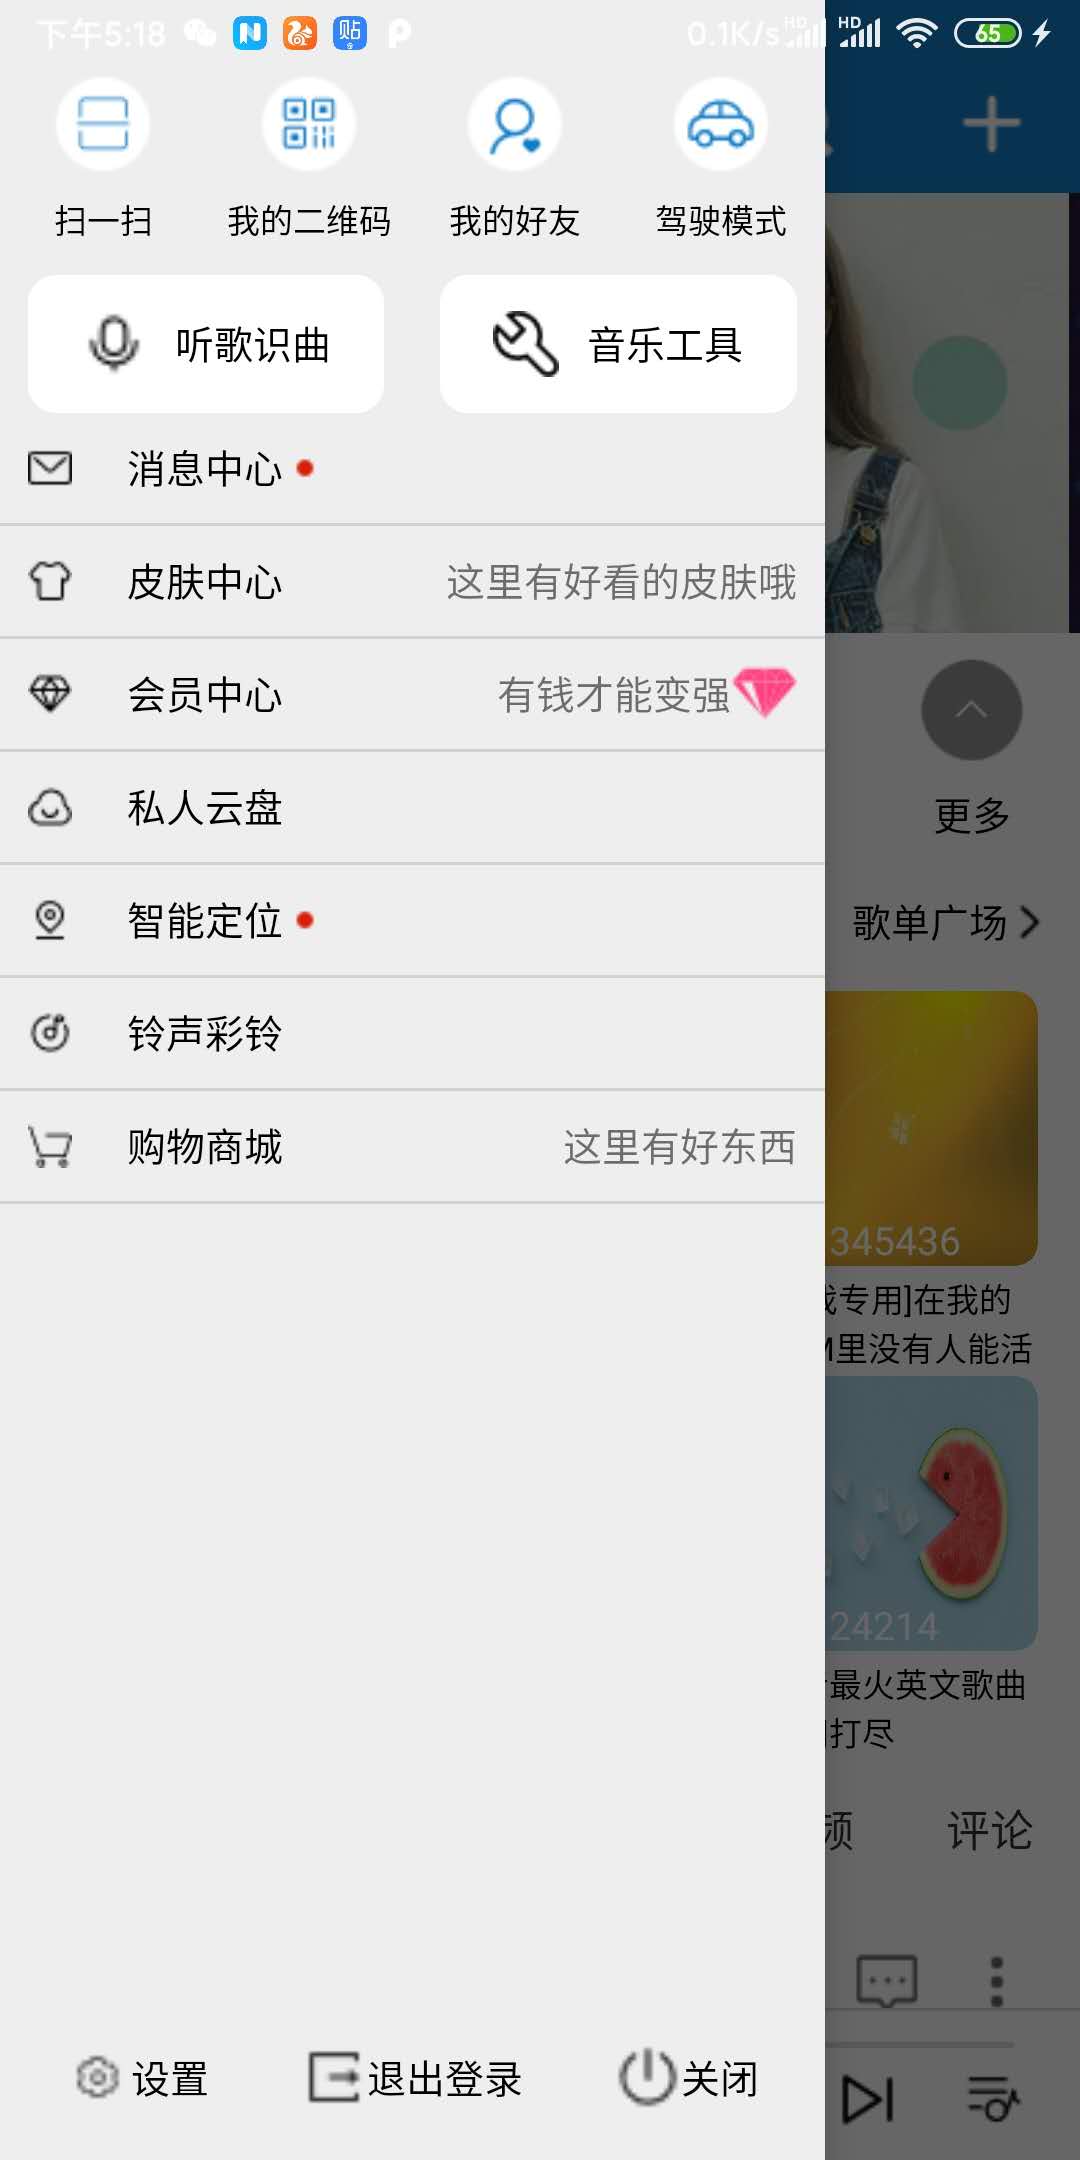 下午5:18
贴
0.1K/s
HD
HD
65
扫一扫
我的二维码
我的好友
驾驶模式
听歌识曲
音乐工具
消息中心
皮肤中心
这里有好看的皮肤哦
会员中心
有钱才能变强
私人云盘
智能定位
铃声彩铃
购物商城
这里有好东西
设置
退出登录
关闭
更多
歌单广场
345436
专用]在我的
里没有人能活
24214
最火英文歌曲
打尽
评论